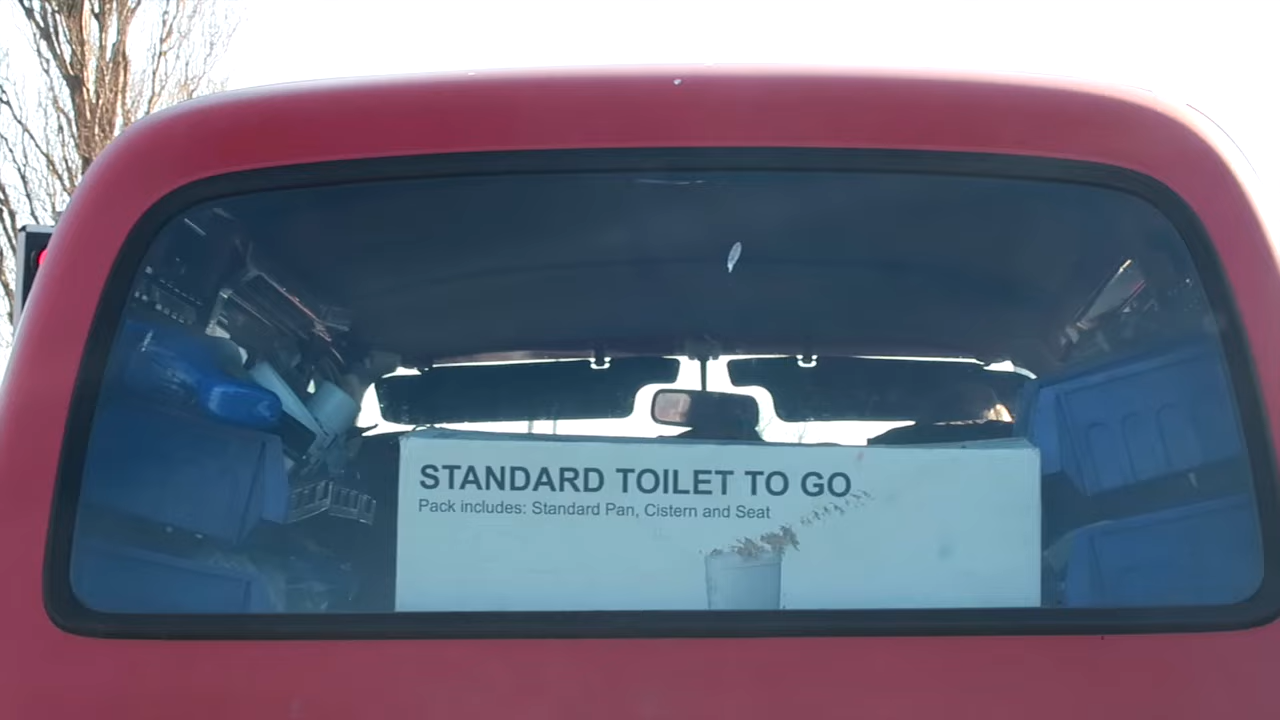 STANDARD TOILET TO GO
Pack includes: Standard Pan, Cistern and Seat